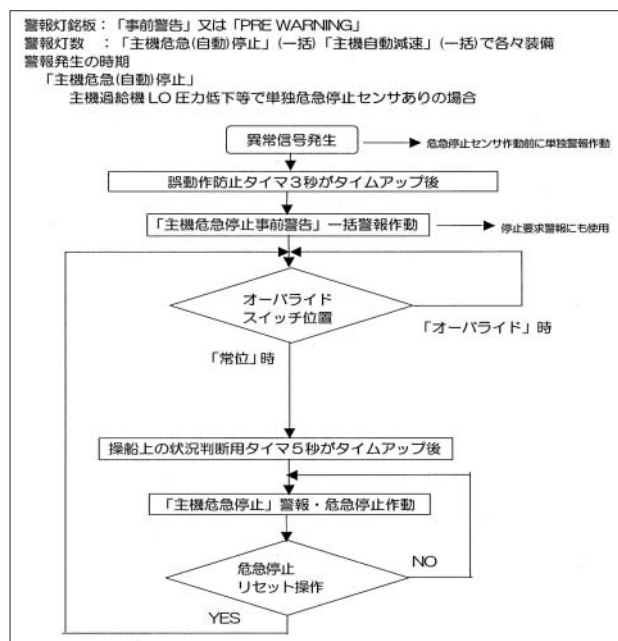 警報灯銘板：「事前警告」又は「PRE WARNING」
警報灯数　：「主機危急(自動)停止」(一括)「主機自動減速」(一括)で各々装備
警報発生の時期
「主機危急(自動)停止」
主機過給機LO圧力低下等で単独危急停止センサありの場合
異常信号発生
危急停止センサ作動前に単独警報作動
誤動作防止タイマ３秒がタイムアップ後
「主機危急停止事前警告」一括警報作動
停止要求警報にも使用
オーバライド
スイッチ位置
「オーバライド」時
「常位」時
操船上の状況判断用タイマ５秒がタイムアップ後
「主機危急停止」警報・危急停止作動
危急停止
リセット操作
NO
YES